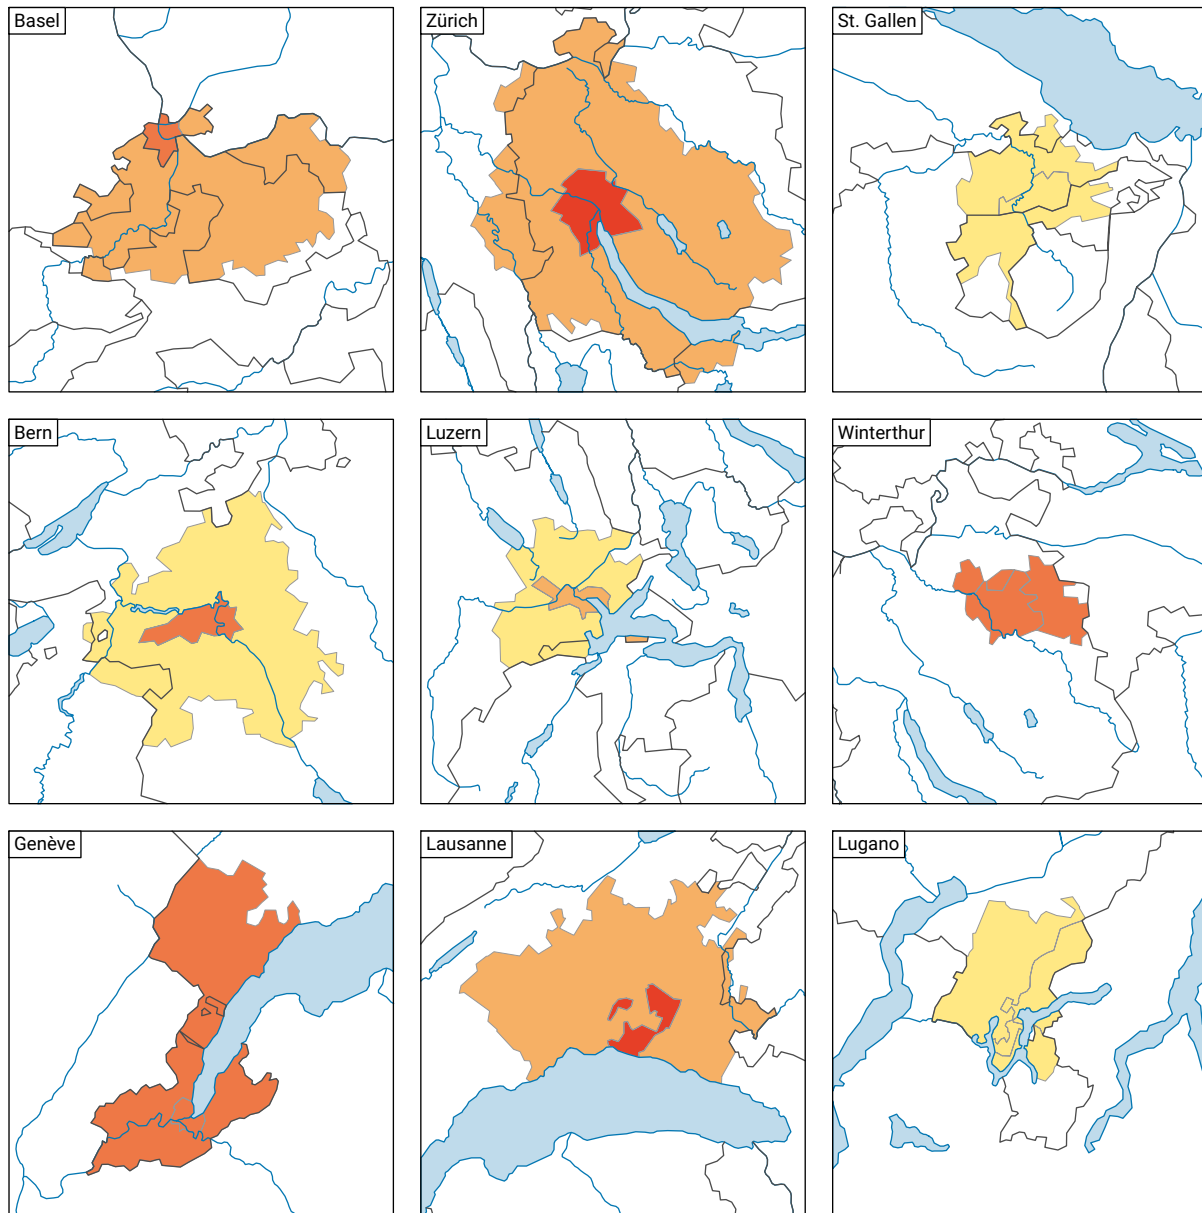 Basel
Zürich
St. Gallen
Bern
Luzern
Winterthur
Genève
Lausanne
Lugano